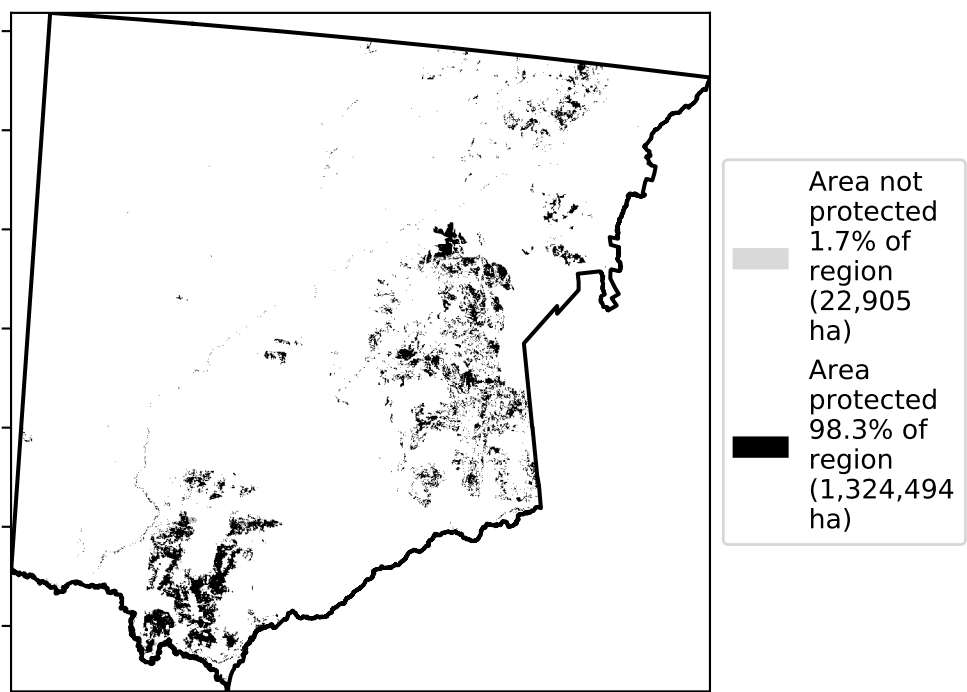 Area not
protected
1.7% of
region
(22,905
ha)
Area
protected
98.3% of
region
(1,324,494
ha)